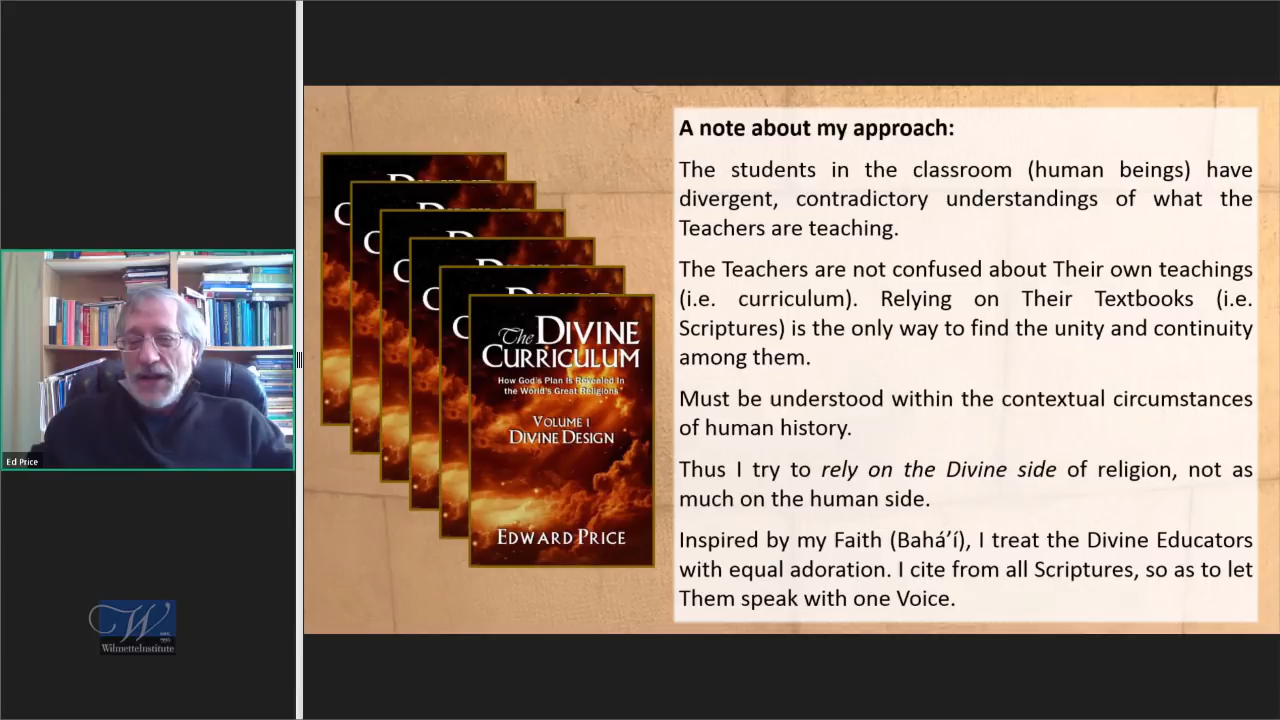 A note about my approach:
The students in the classroom (human beings) have
divergent, contradictory understandings of what the
Teachers are teaching.
The Teachers are not confused about Their own teachings
(i.e. curriculum). Relying on Their Textbooks (i.e.
Scriptures) is the only way to find the unity and continuity
among them.
Must be understood within the contextual circumstances
of human history.
Thus I try to rely on the Divine side of religion, not as
much on the human side.
Inspired by my Faith (Bahá’í), I treat the Divine Educators
with equal adoration. I cite from all Scriptures, so as to let
Them speak with one Voice.
The DIVINE
CURRICULUM
How God's Plan is Revealed In
the World's Great Religions
VOLUME I
DIVINE DESIGN
EDWARD PRICE
Ed Price
W
WilmetteInstitute